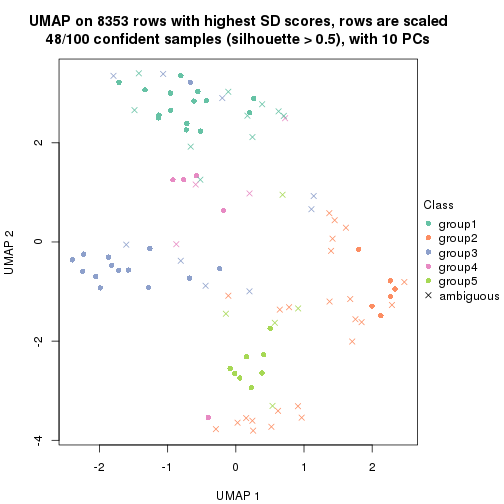 UMAP on 8353 rows with highest SD scores, rows are scaled
48/100 confident samples (silhouette > 0.5), with 10 PCs
UMAP 2
2
0
-2
-4
-2
-1
0
1
2
UMAP 1
Class
group1
group2
group3
group4
group5
ambiguous